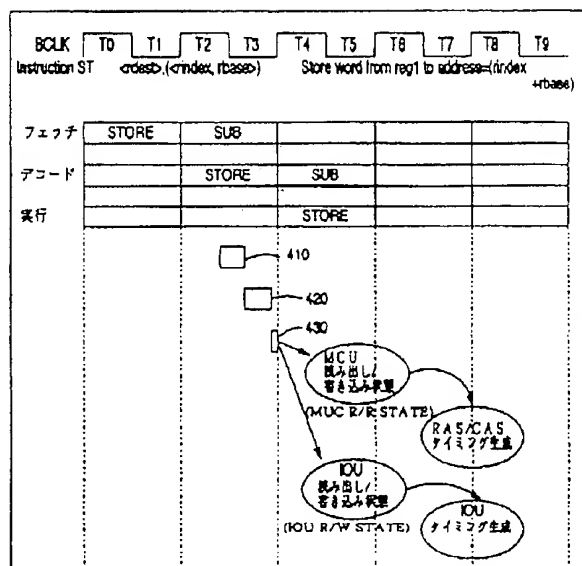 BCLK T0 T1 T2 T3 T4 T5 T6 T7 T8 T9
Instruction ST <rdest>,(<rindex, rbase>) Store word from reg1 to address=(rindex
+rbase)
フェッチ STORE SUB
デコード STORE SUB
実行 STORE
410
420
430
MCU
読み出し/
書き込み状態
(MUC R/R STATE)
RAS/CAS
タイミング生成
IOU
読み出し/
書き込み状態
(IOU R/W STATE)
IOU
タイミング生成